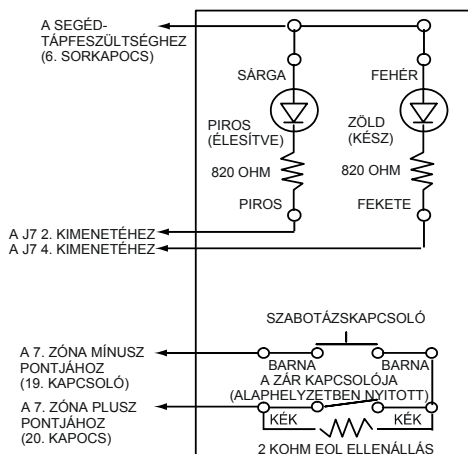 A SEGÉD-
TÁPFESZÜLTSÉGHEZ
(6. SORKAPOCS)
SÁRGA
FEHÉR
PIROS
(ÉLESÍTVE)
ZÖLD
(KÉSZ)
820 OHM
820 OHM
PIROS
FEKETE
A J7 2. KIMENETÉHEZ
A J7 4. KIMENETÉHEZ
SZABOTÁZSKAPCSOLÓ
A 7. ZÓNA MÍNUSZ
PONTJÁHOZ
(19. KAPCSOLÓ)
BARNA
BARNA
A ZÁR KAPCSOLÓJA
(ALAPHELYZETBEN NYITOTT)
A 7. ZÓNA PLUSZ
PONTJÁHOZ
(20. KAPOCS)
KÉK
KÉK
2 KOHM EOL ELLENÁLLÁS